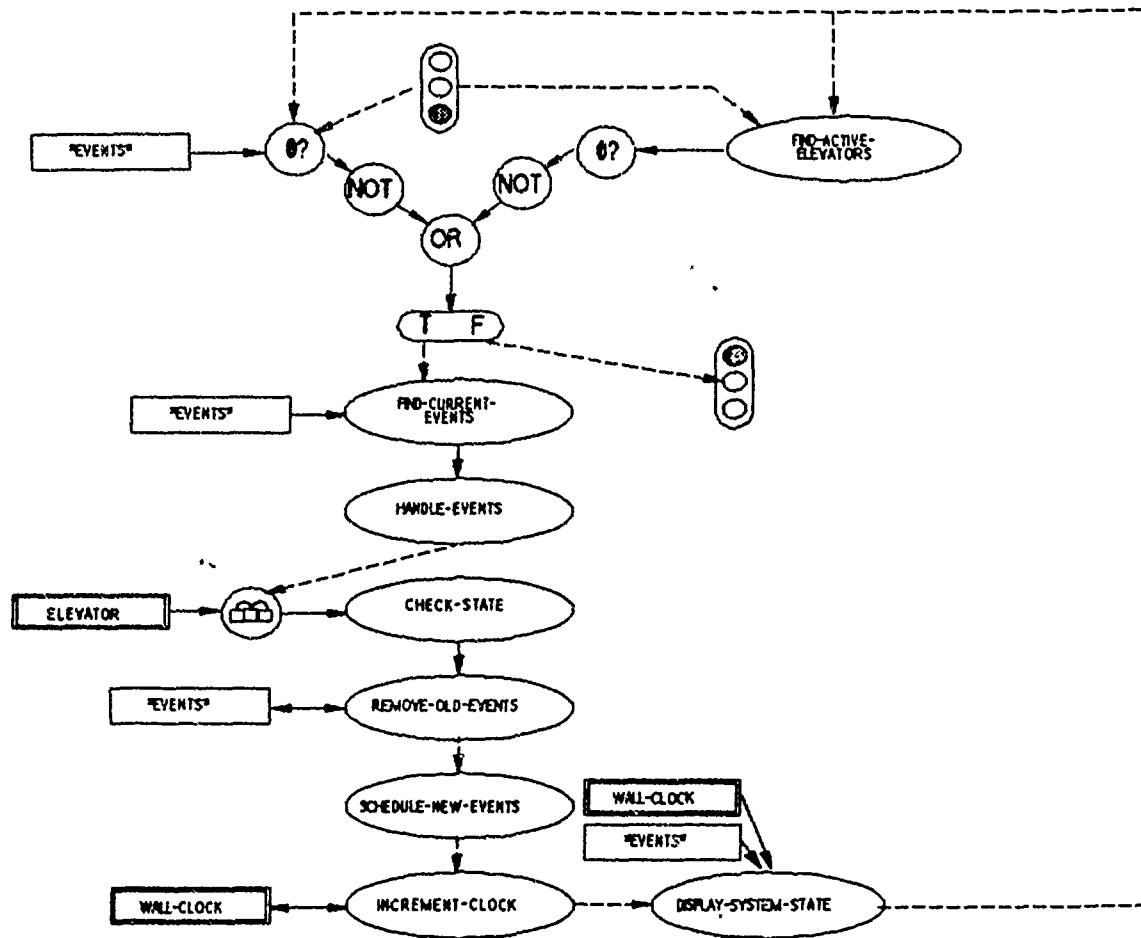 "EVENTS"
0?
0?
FIND-ACTIVE-
ELEVATORS
NOT
NOT
OR
T F
"EVENTS"
FIND-CURRENT-
EVENTS
HANDLE-EVENTS
ELEVATOR
CHECK-STATE
"EVENTS"
REMOVE-OLD-EVENTS
SCHEDULE-NEW-EVENTS
WALL-CLOCK
"EVENTS"
WALL-CLOCK
INCREMENT-CLOCK
DISPLAY-SYSTEM-STATE